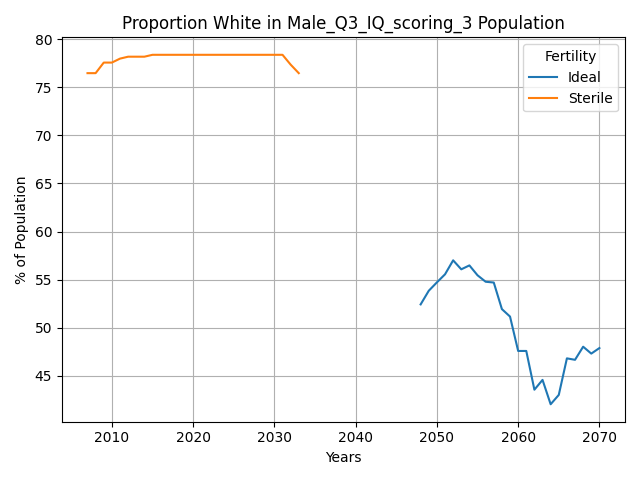 Proportion White in Male_Q3_IQ_scoring_3 Population
80
75
70
65
60
55
50
45
% of Population
Fertility
Ideal
Sterile
2010 2020 2030 2040 2050 2060 2070
Years